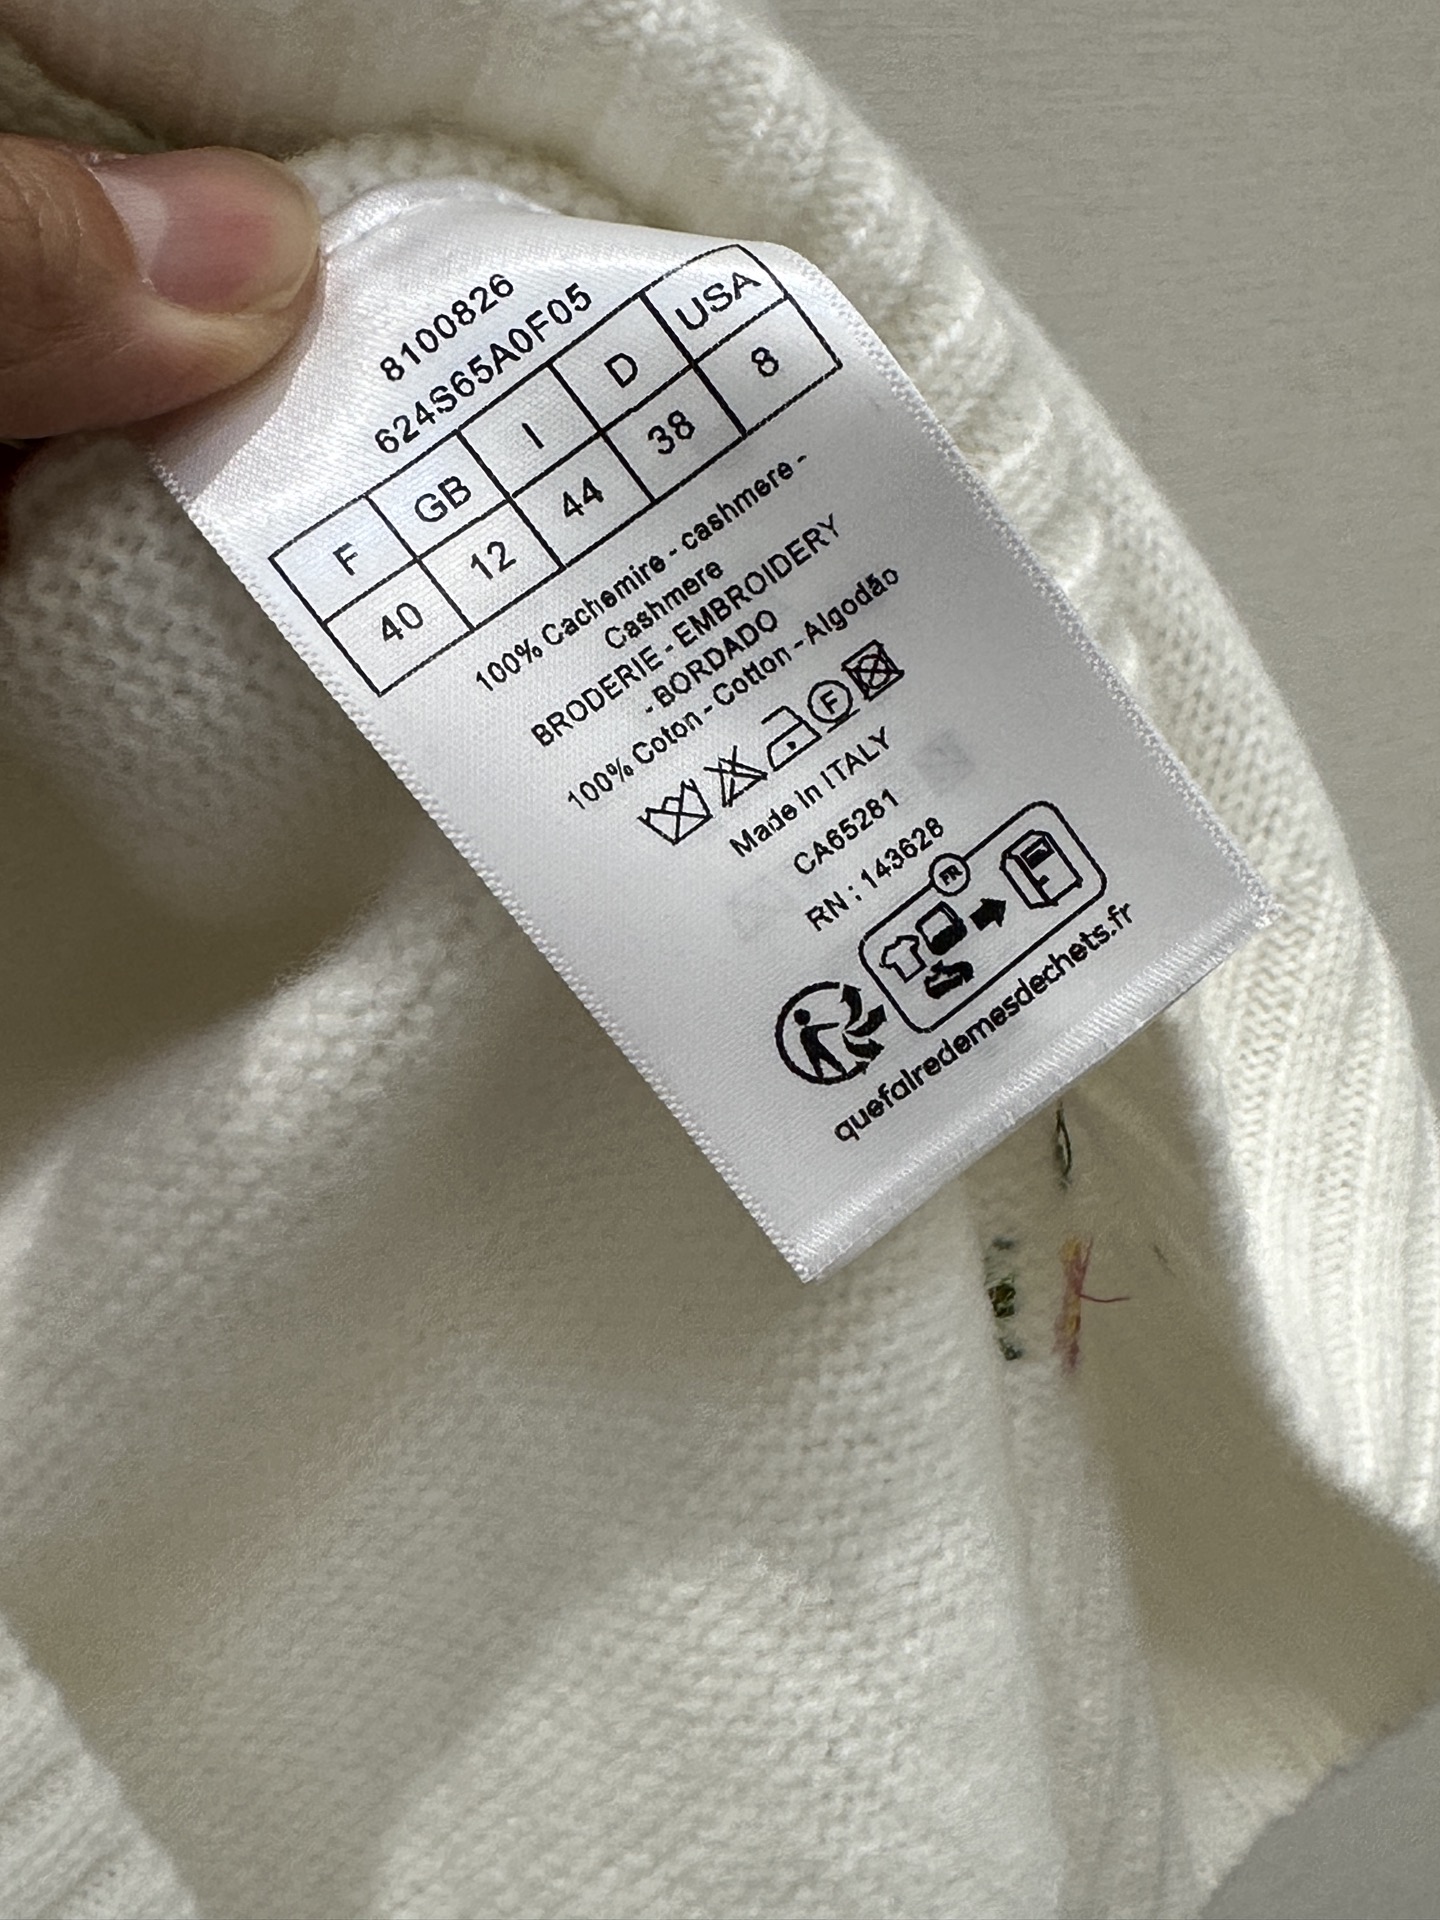 8100826
624S65A0F05
F GB I D USA
40 12 44 38 8
100% Cachemire - cashmere -
Cashmere
BRODERIE - EMBROIDERY
- BORDADO
100% Coton - Cotton - Algodão
F
Made in ITALY
CA65281
RN : 143628
FR
quefairedemesdechets.fr